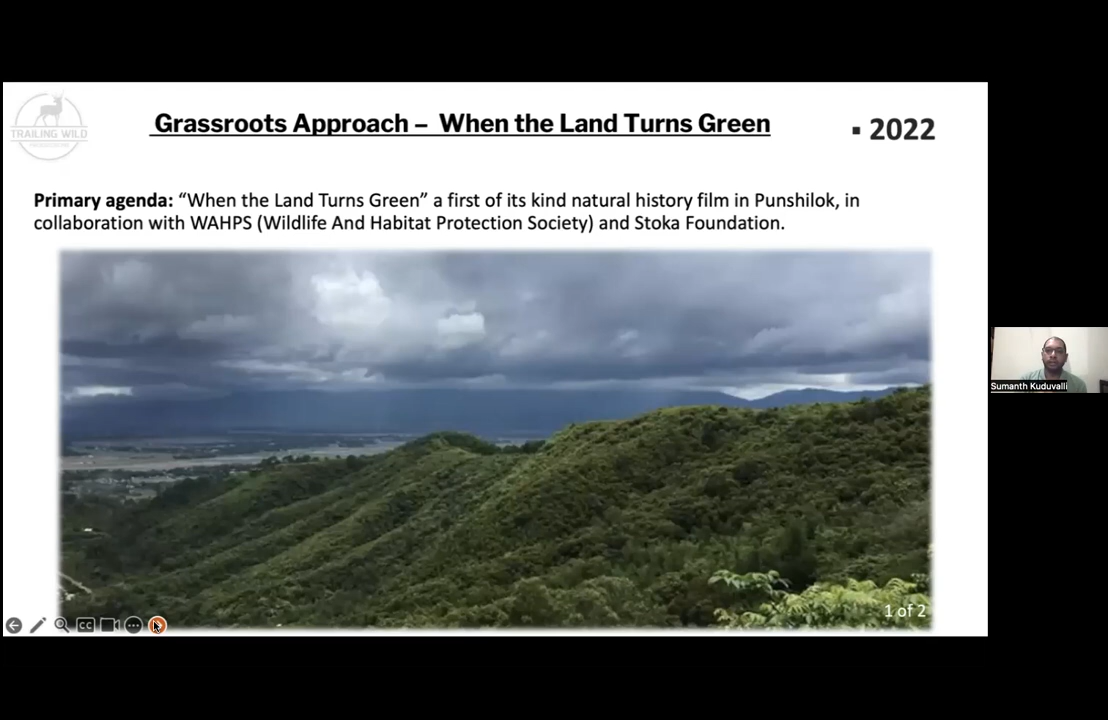 TRAILING WILD
Grassroots Approach – When the Land Turns Green
▪ 2022
Primary agenda: “When the Land Turns Green” a first of its kind natural history film in Punshilok, in
collaboration with WAHPS (Wildlife And Habitat Protection Society) and Stoka Foundation.
Sumanth Kuduvalli
1 of 2
CC